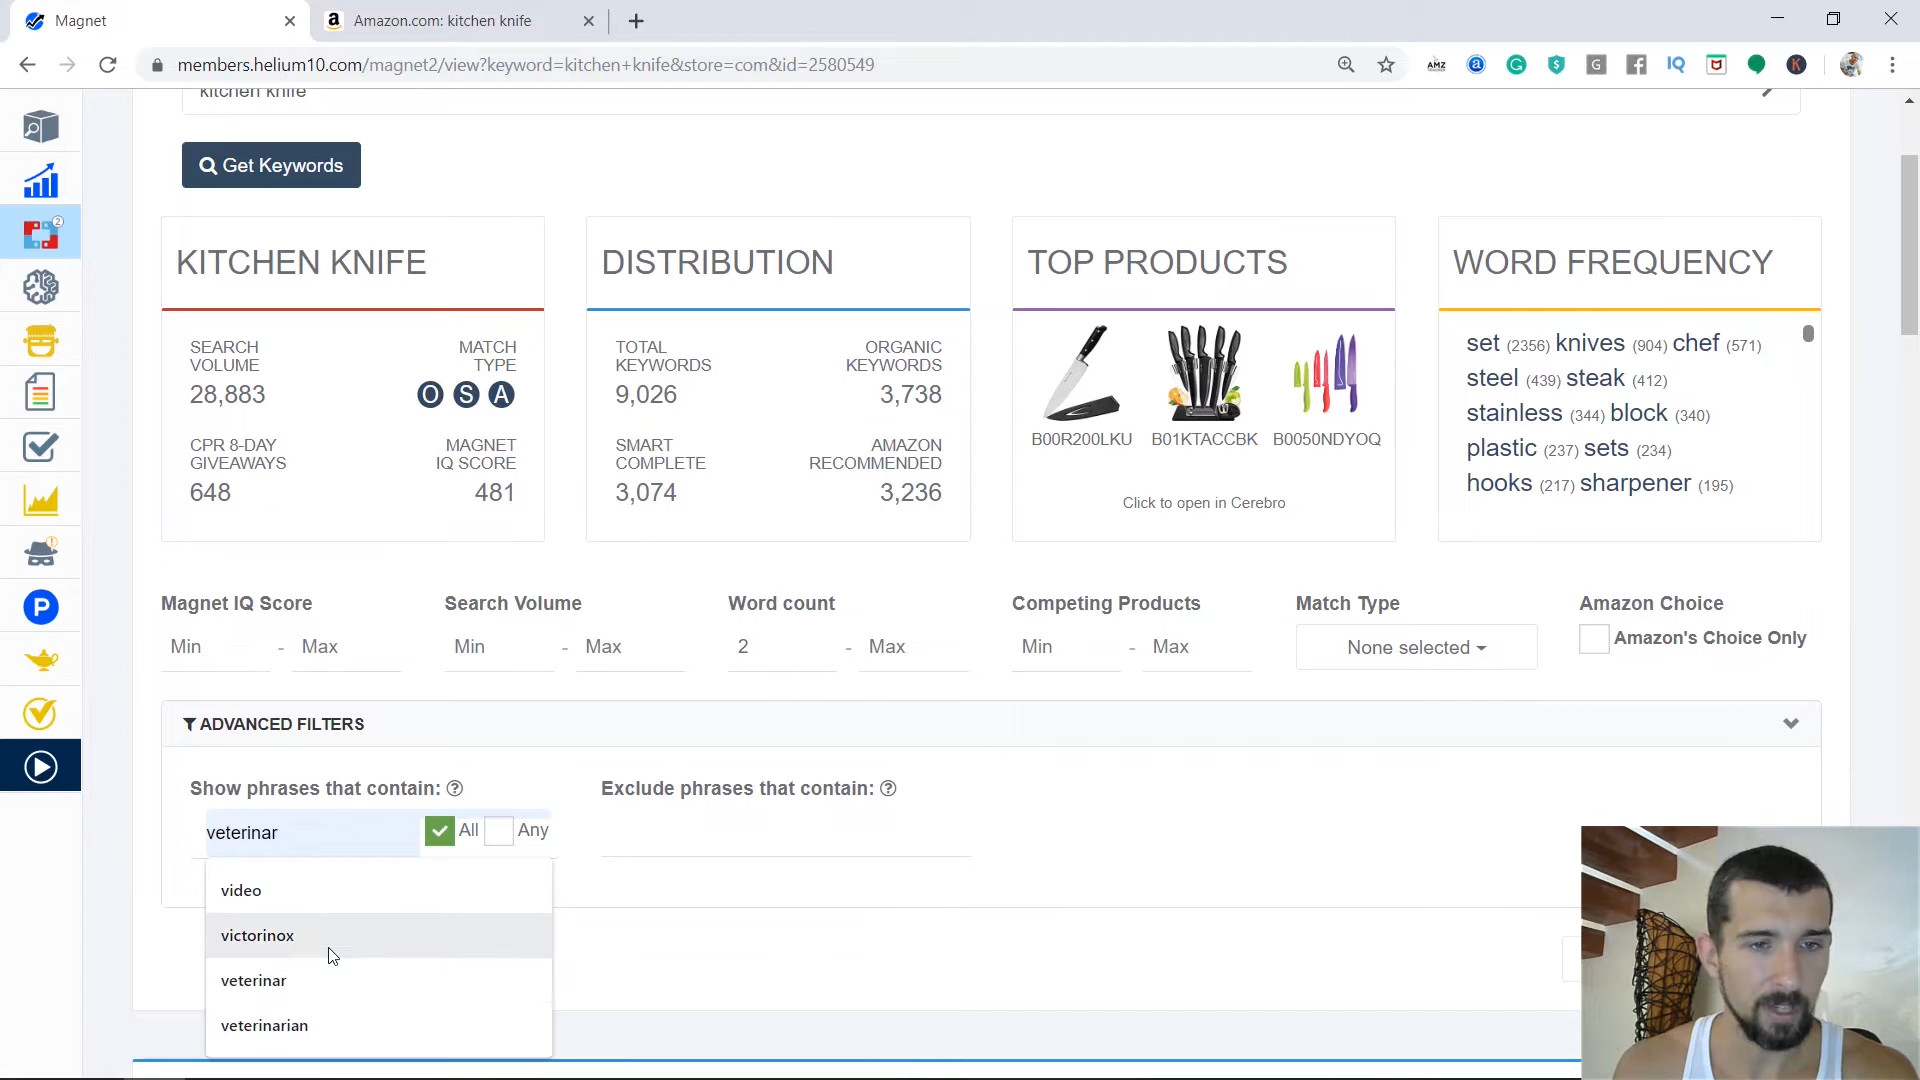 Magnet
Amazon.com: kitchen knife
members.helium10.com/magnet2/view?keyword=kitchen+knife&store=com&id=2580549
kitchen knife
Get Keywords
KITCHEN KNIFE
SEARCH VOLUME
28,883
MATCH TYPE
O S A
CPR 8-DAY GIVEAWAYS
648
MAGNET IQ SCORE
481
DISTRIBUTION
TOTAL KEYWORDS
9,026
ORGANIC KEYWORDS
3,738
SMART COMPLETE
3,074
AMAZON RECOMMENDED
3,236
TOP PRODUCTS
B00R200LKU B01KTACCBK B0050NDYOQ
Click to open in Cerebro
WORD FREQUENCY
set (2356) knives (904) chef (571)
steel (439) steak (412)
stainless (344) block (340)
plastic (237) sets (234)
hooks (217) sharpener (195)
Magnet IQ Score
Min - Max
Search Volume
Min - Max
Word count
2 - Max
Competing Products
Min - Max
Match Type
None selected
Amazon Choice
Amazon's Choice Only
ADVANCED FILTERS
Show phrases that contain:
veterinar All Any
video
victorinox
veterinar
veterinarian
Exclude phrases that contain: